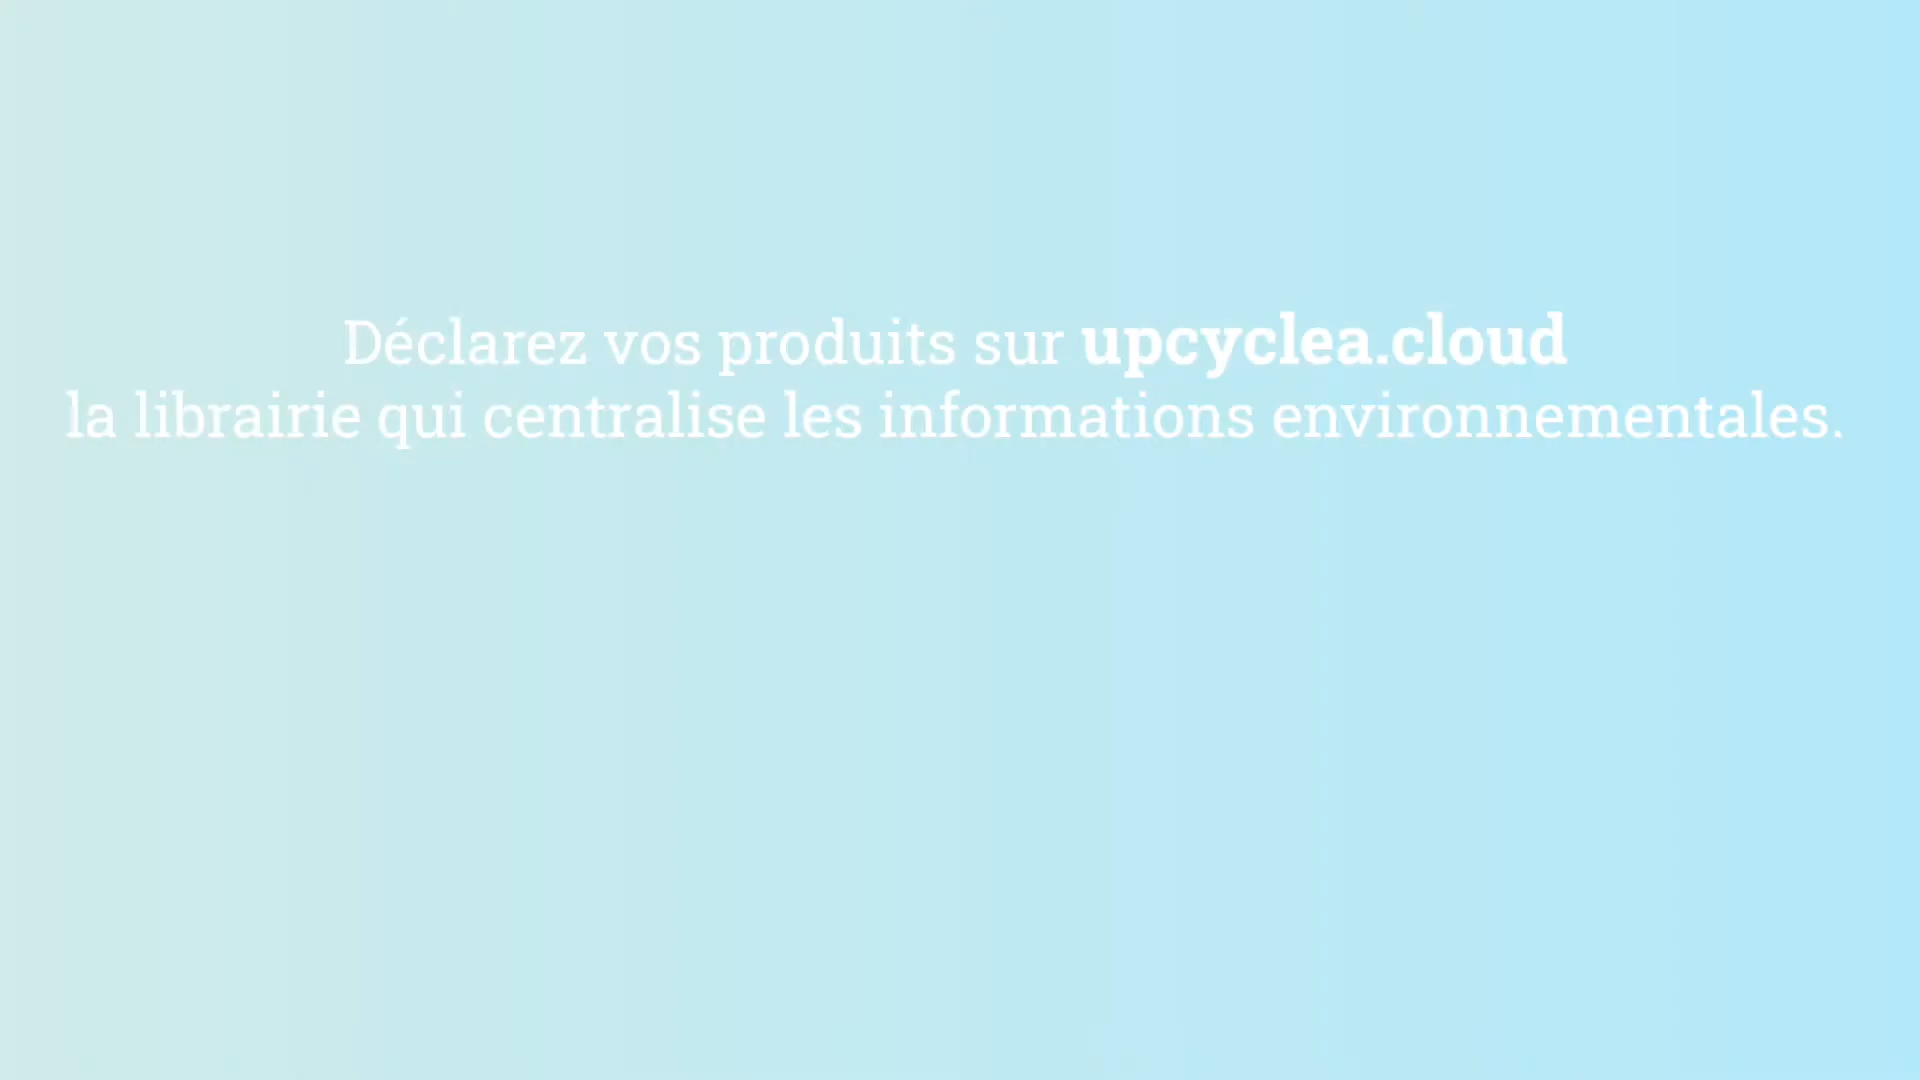 Déclarez vos produits sur upcyclea.cloud
la librairie qui centralise les informations environnementales.